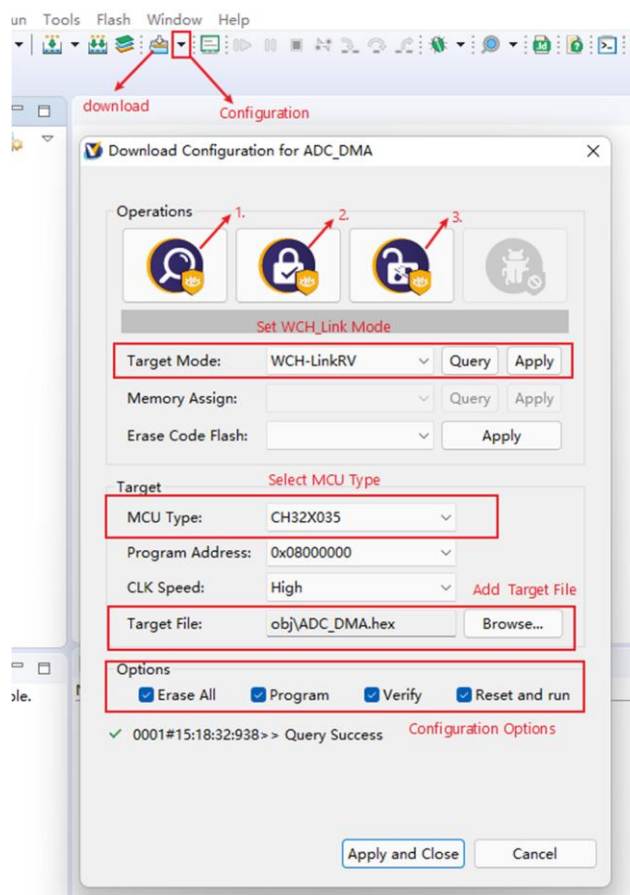 un Tools Flash Window Help
download
Configuration
Download Configuration for ADC_DMA
Operations
1.
2.
3.
Set WCH_Link Mode
Target Mode: WCH-LinkRV Query Apply
Memory Assign: Query Apply
Erase Code Flash: Apply
Target
Select MCU Type
MCU Type: CH32X035
Program Address: 0x08000000
CLK Speed: High
Add Target File
Target File: obj\ADC_DMA.hex Browse...
Options
Erase All Program Verify Reset and run
ble.
0001#15:18:32:938>> Query Success
Configuration Options
Apply and Close Cancel